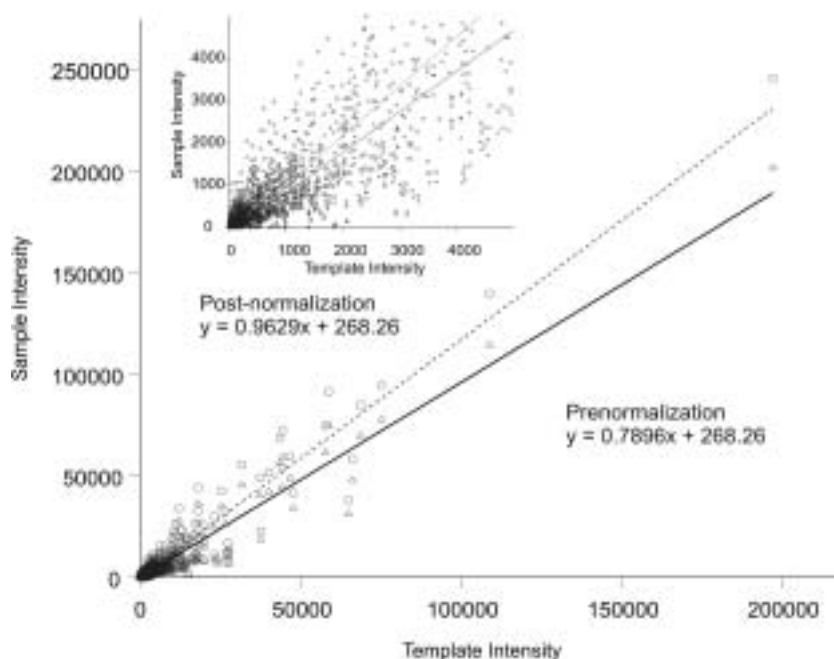 4000
3000
2000
1000
0
Sample Intensity
0 1000 2000 3000 4000
Template Intensity
250000
200000
150000
100000
50000
0
Sample Intensity
Post-normalization
y = 0.9629x + 268.26
Prenormalization
y = 0.7896x + 268.26
0 50000 100000 150000 200000
Template Intensity